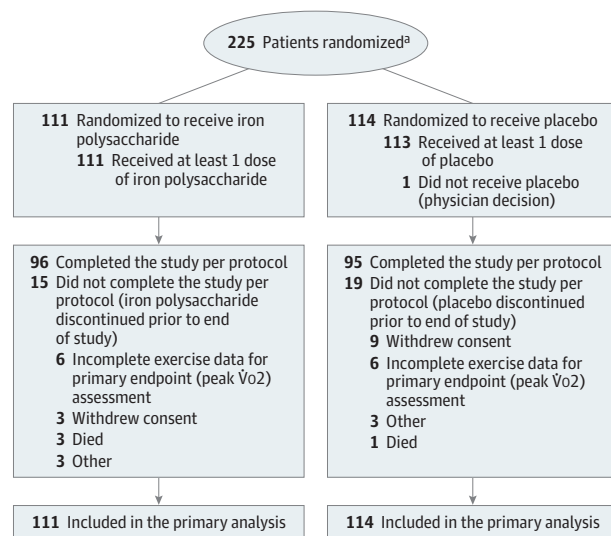 225 Patients randomizedᵃ
111 Randomized to receive iron
polysaccharide
111 Received at least 1 dose
of iron polysaccharide
114 Randomized to receive placebo
113 Received at least 1 dose
of placebo
1 Did not receive placebo
(physician decision)
96 Completed the study per protocol
15 Did not complete the study per
protocol (iron polysaccharide
discontinued prior to end
of study)
6 Incomplete exercise data for
primary endpoint (peak V̇O2)
assessment
3 Withdrew consent
3 Died
3 Other
95 Completed the study per protocol
19 Did not complete the study per
protocol (placebo discontinued
prior to end of study)
9 Withdrew consent
6 Incomplete exercise data for
primary endpoint (peak V̇O2)
assessment
3 Other
1 Died
111 Included in the primary analysis
114 Included in the primary analysis